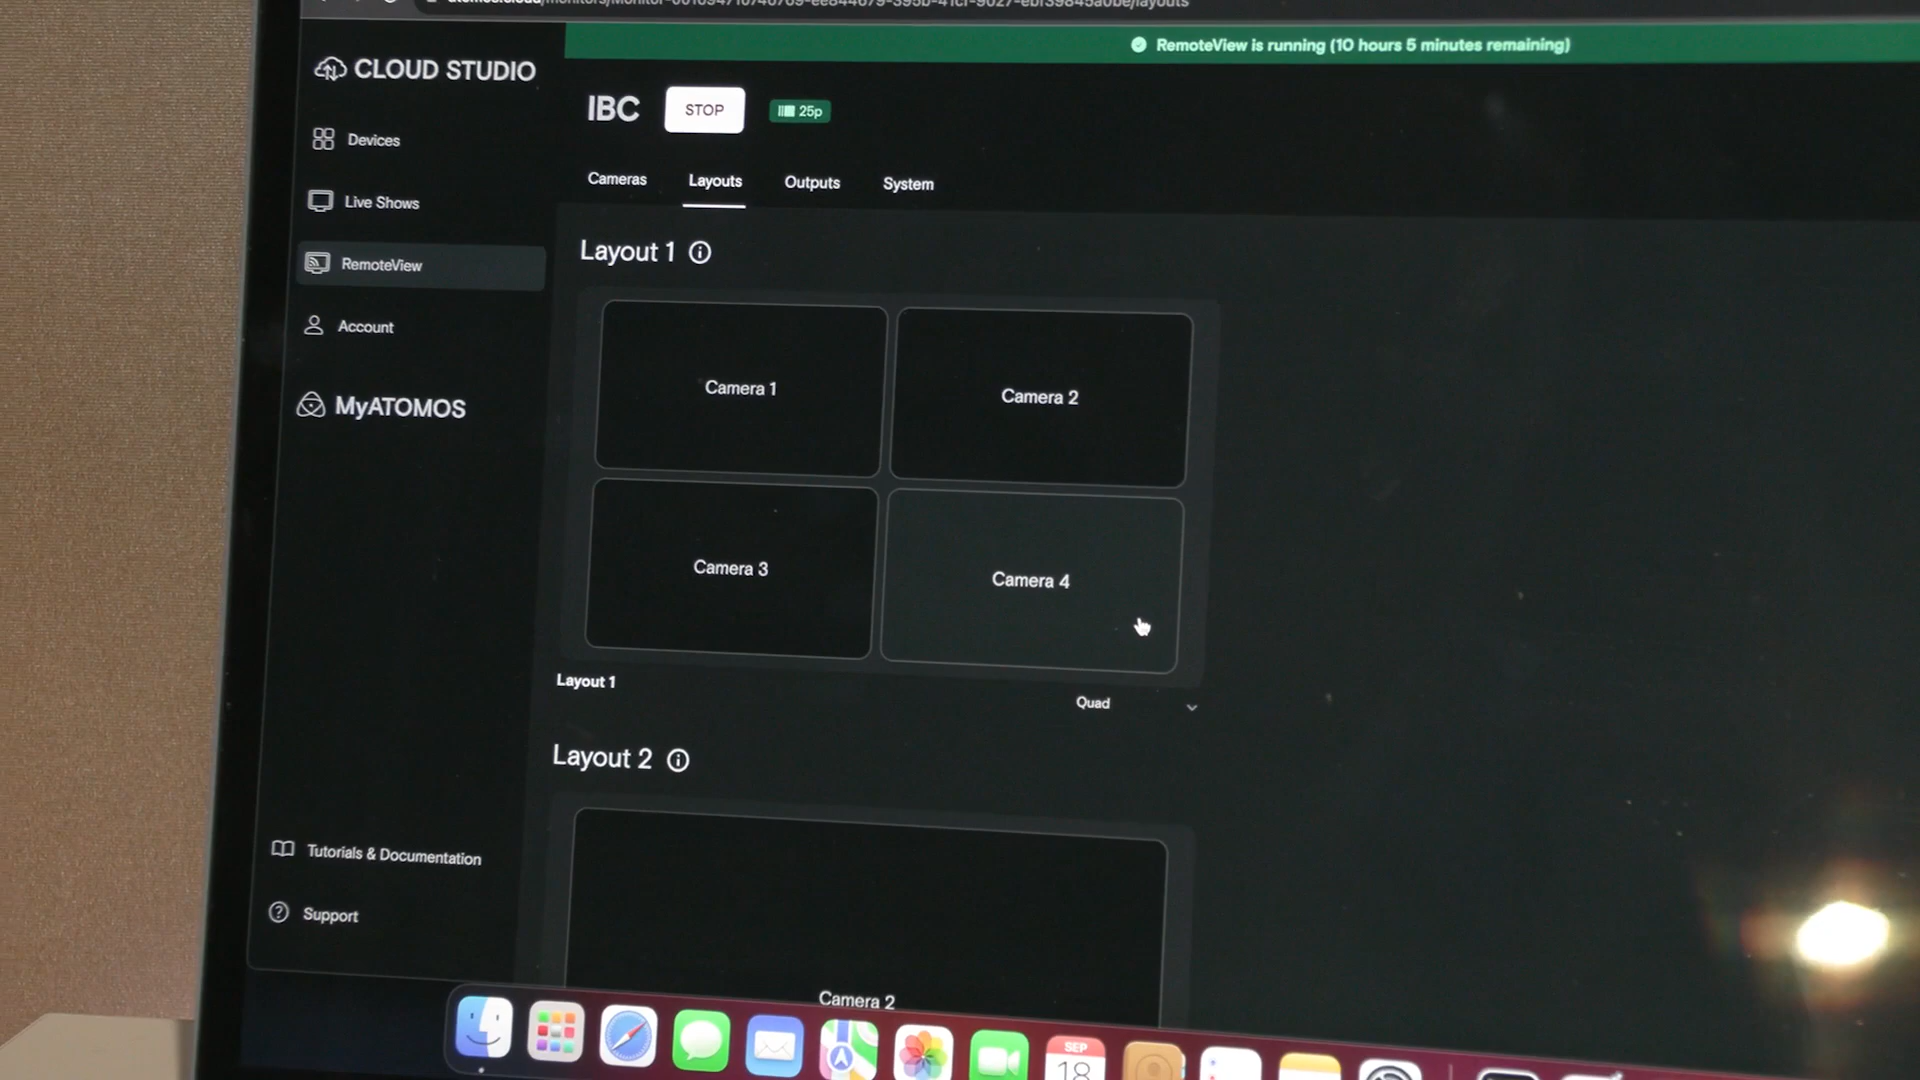 CLOUD STUDIO
Devices
Live Shows
RemoteView
Account
MyATOMOS
Tutorials & Documentation
Support
RemoteView is running (10 hours 5 minutes remaining)
IBC
STOP
25p
Cameras
Layouts
Outputs
System
Layout 1
Camera 1
Camera 2
Camera 3
Camera 4
Layout 1
Quad
Layout 2
Camera 2
SEP
18